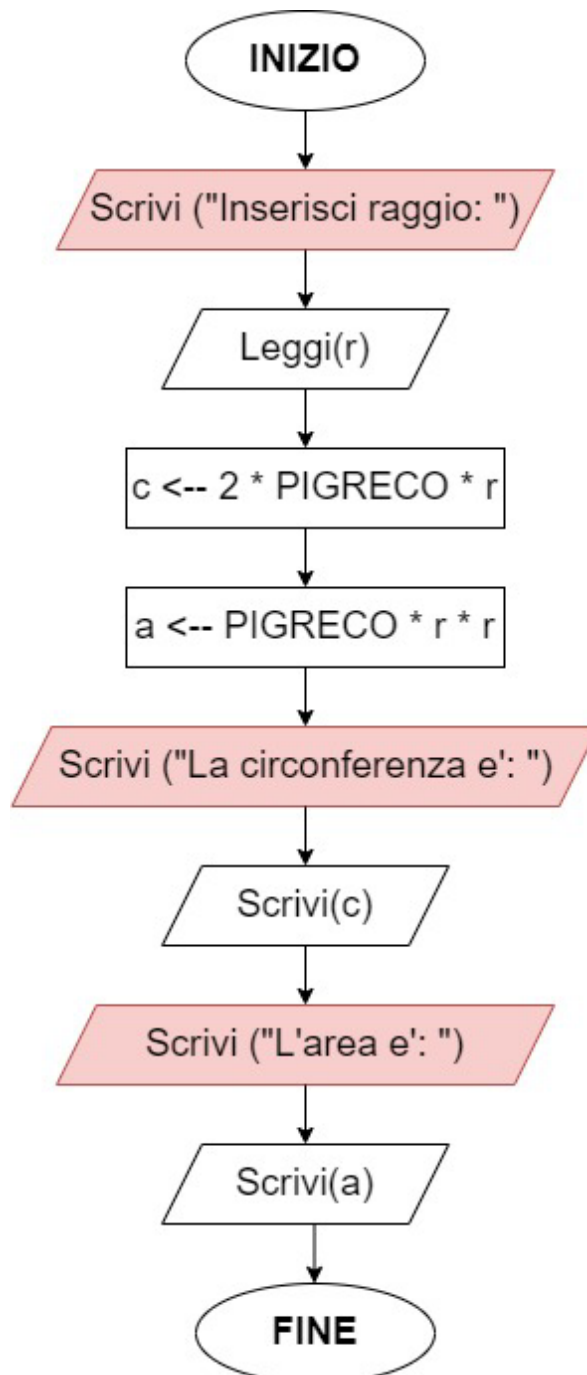 INIZIO
Scrivi ("Inserisci raggio: ")
Leggi(r)
c <-- 2 * PIGRECO * r
a <-- PIGRECO * r * r
Scrivi ("La circonferenza e': ")
Scrivi(c)
Scrivi ("L'area e': ")
Scrivi(a)
FINE